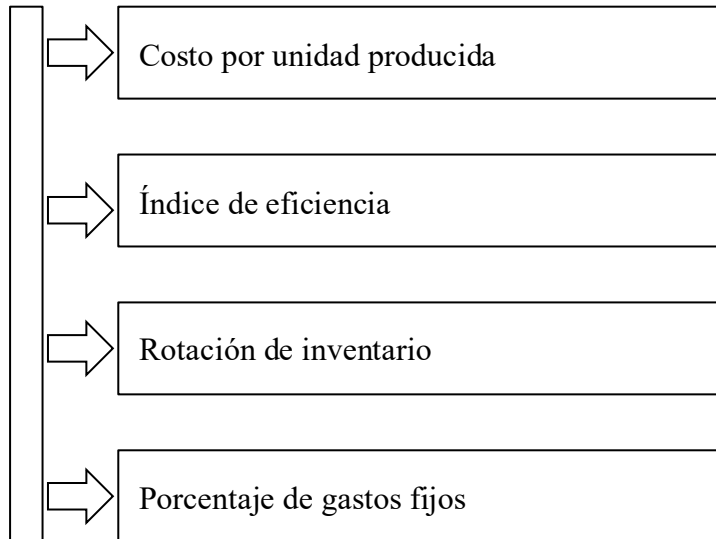 Costo por unidad producida
Índice de eficiencia
Rotación de inventario
Porcentaje de gastos fijos